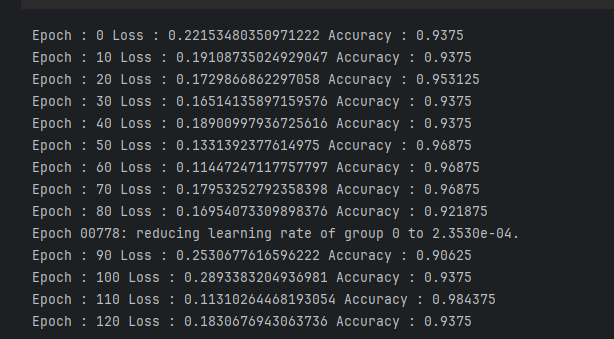 Epoch : 0 Loss : 0.22153480350971222 Accuracy : 0.9375
Epoch : 10 Loss : 0.19108735024929047 Accuracy : 0.9375
Epoch : 20 Loss : 0.1729866862297058 Accuracy : 0.953125
Epoch : 30 Loss : 0.16514135897159576 Accuracy : 0.9375
Epoch : 40 Loss : 0.18900997936725616 Accuracy : 0.9375
Epoch : 50 Loss : 0.1331392377614975 Accuracy : 0.96875
Epoch : 60 Loss : 0.11447247117757797 Accuracy : 0.96875
Epoch : 70 Loss : 0.17953252792358398 Accuracy : 0.96875
Epoch : 80 Loss : 0.16954073309898376 Accuracy : 0.921875
Epoch 00778: reducing learning rate of group 0 to 2.3530e-04.
Epoch : 90 Loss : 0.2530677616596222 Accuracy : 0.90625
Epoch : 100 Loss : 0.2893383204936981 Accuracy : 0.9375
Epoch : 110 Loss : 0.11310264468193054 Accuracy : 0.984375
Epoch : 120 Loss : 0.1830676943063736 Accuracy : 0.9375